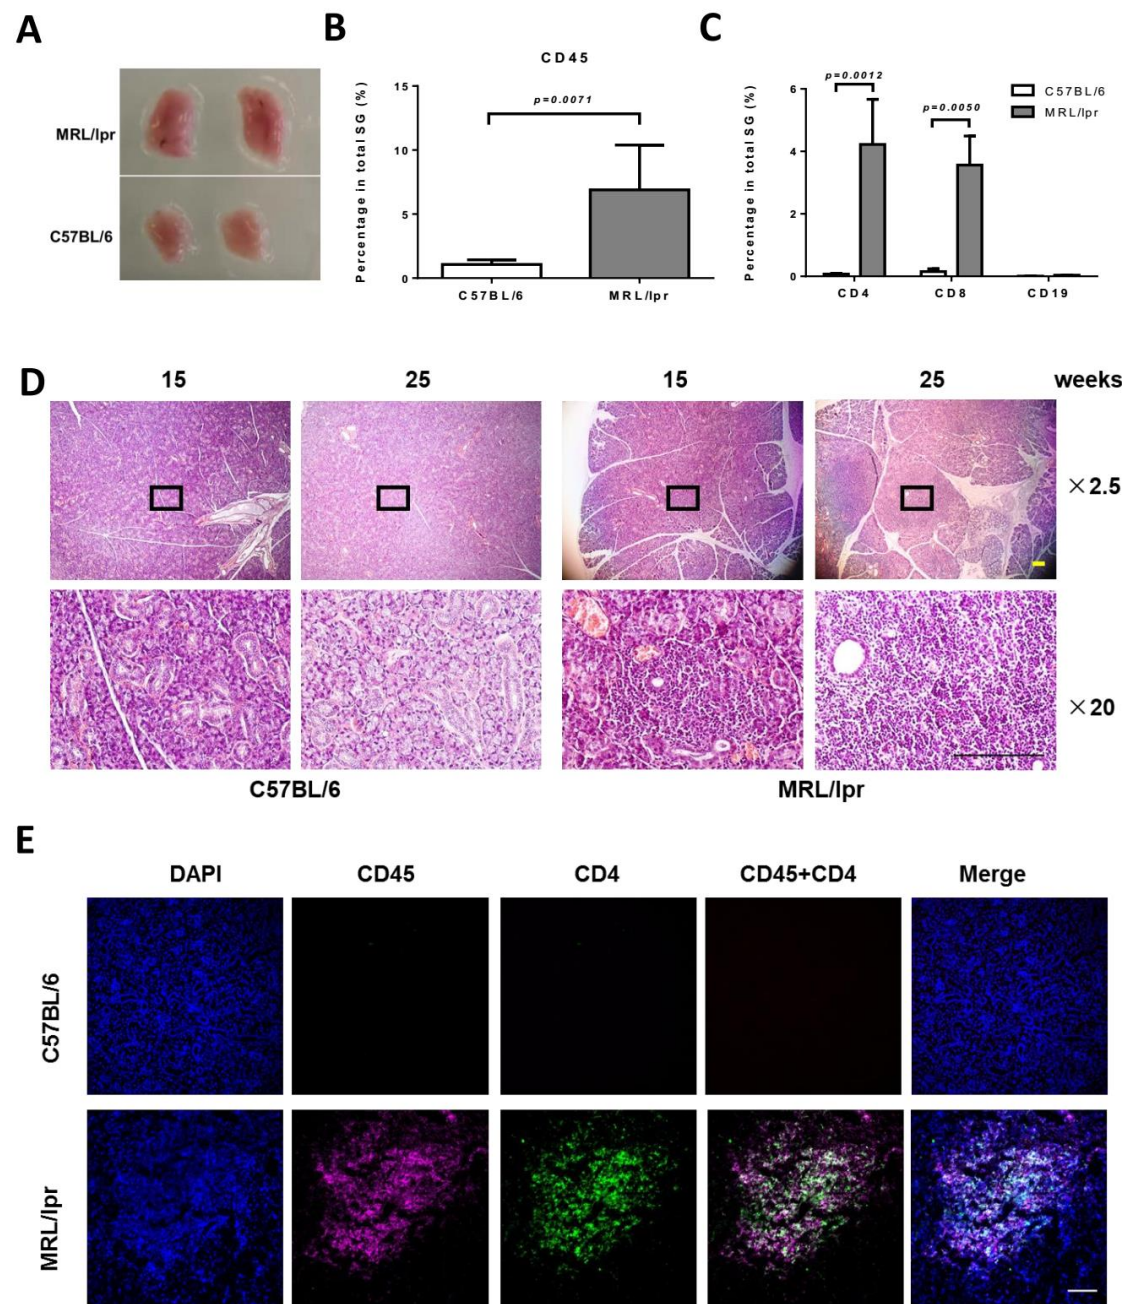 A
MRL/lpr
C57BL/6
B
CD45
Percentage in total SG (%)
15
10
5
0
p=0.0071
C57BL/6
MRL/lpr
C
Percentage in total SG (%)
6
4
2
0
p=0.0012
p=0.0050
C57BL/6
MRL/lpr
CD4
CD8
CD19
D
15
25
15
25
weeks
×2.5
×20
C57BL/6
MRL/lpr
E
DAPI
CD45
CD4
CD45+CD4
Merge
C57BL/6
MRL/lpr